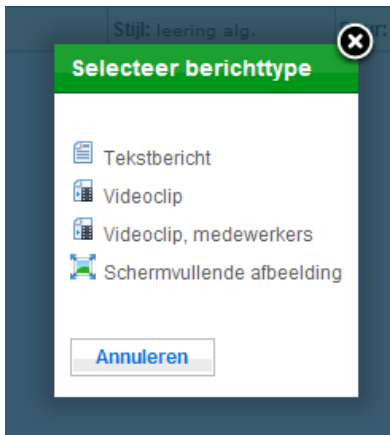 Stijl: leering alg.
Selecteer berichttype
Tekstbericht
Videoclip
Videoclip, medewerkers
Schermvullende afbeelding
Annuleren